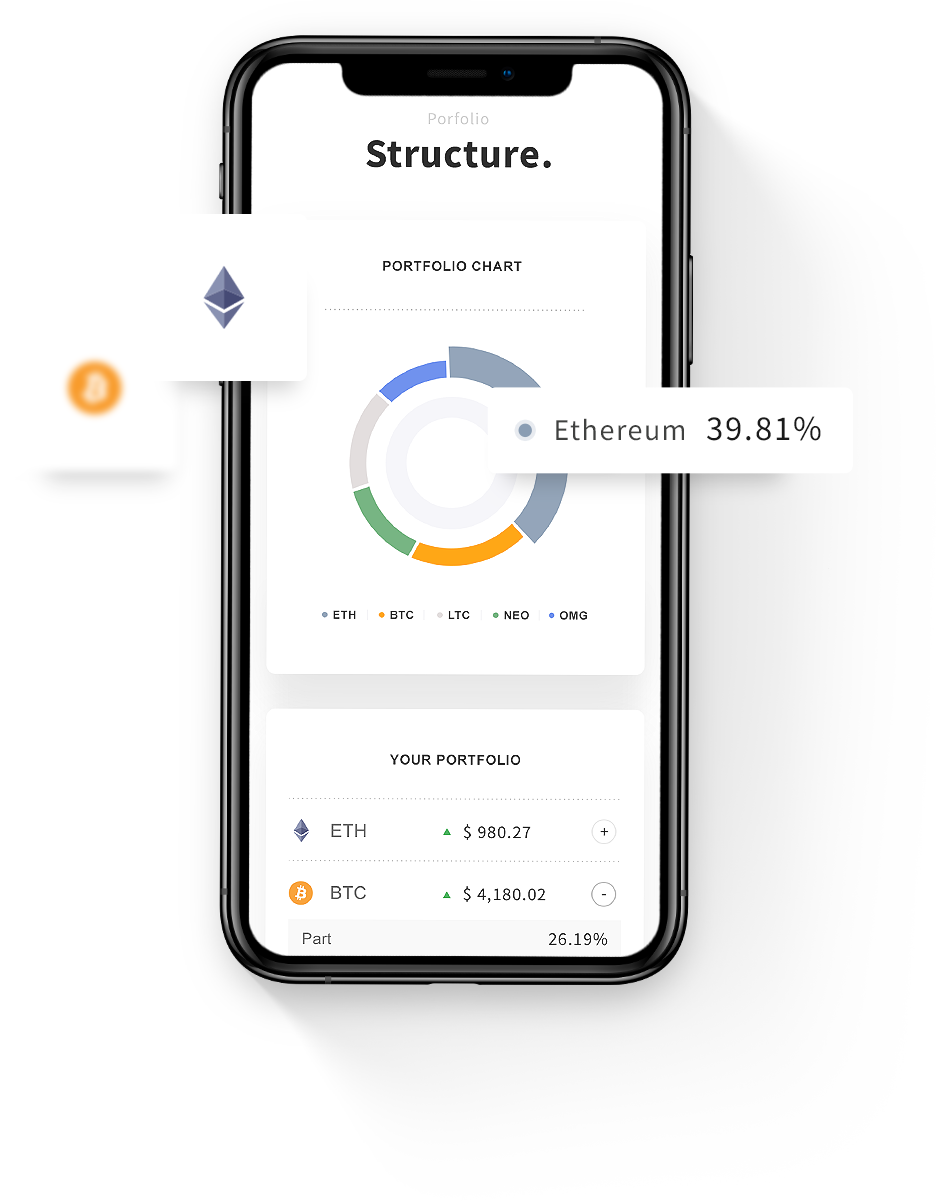 Porfolio
Structure.
PORTFOLIO CHART
Ethereum 39.81%
ETH BTC LTC NEO OMG
YOUR PORTFOLIO
ETH $ 980.27 +
BTC $ 4,180.02 -
Part 26.19%